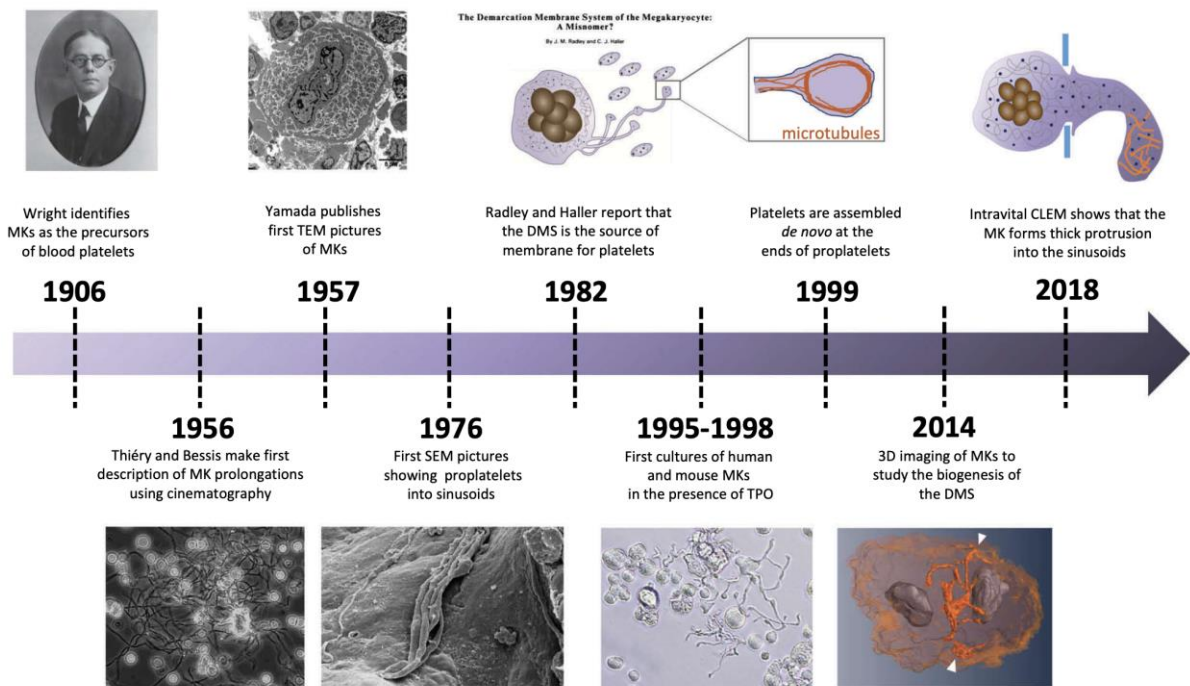 The Demarcation Membrane System of the Megakaryocyte:
A Misnomer?
By J. M. Radley and C. J. Haller
microtubules
Wright identifies
MKs as the precursors
of blood platelets
Yamada publishes
first TEM pictures
of MKs
Radley and Haller report that
the DMS is the source of
membrane for platelets
Platelets are assembled
de novo at the
ends of proplatelets
Intravital CLEM shows that the
MK forms thick protrusion
into the sinusoids
1906
1957
1982
1999
2018
1956
1976
1995-1998
2014
Thiéry and Bessis make first
description of MK prolongations
using cinematography
First SEM pictures
showing proplatelets
into sinusoids
First cultures of human
and mouse MKs
in the presence of TPO
3D imaging of MKs to
study the biogenesis of
the DMS